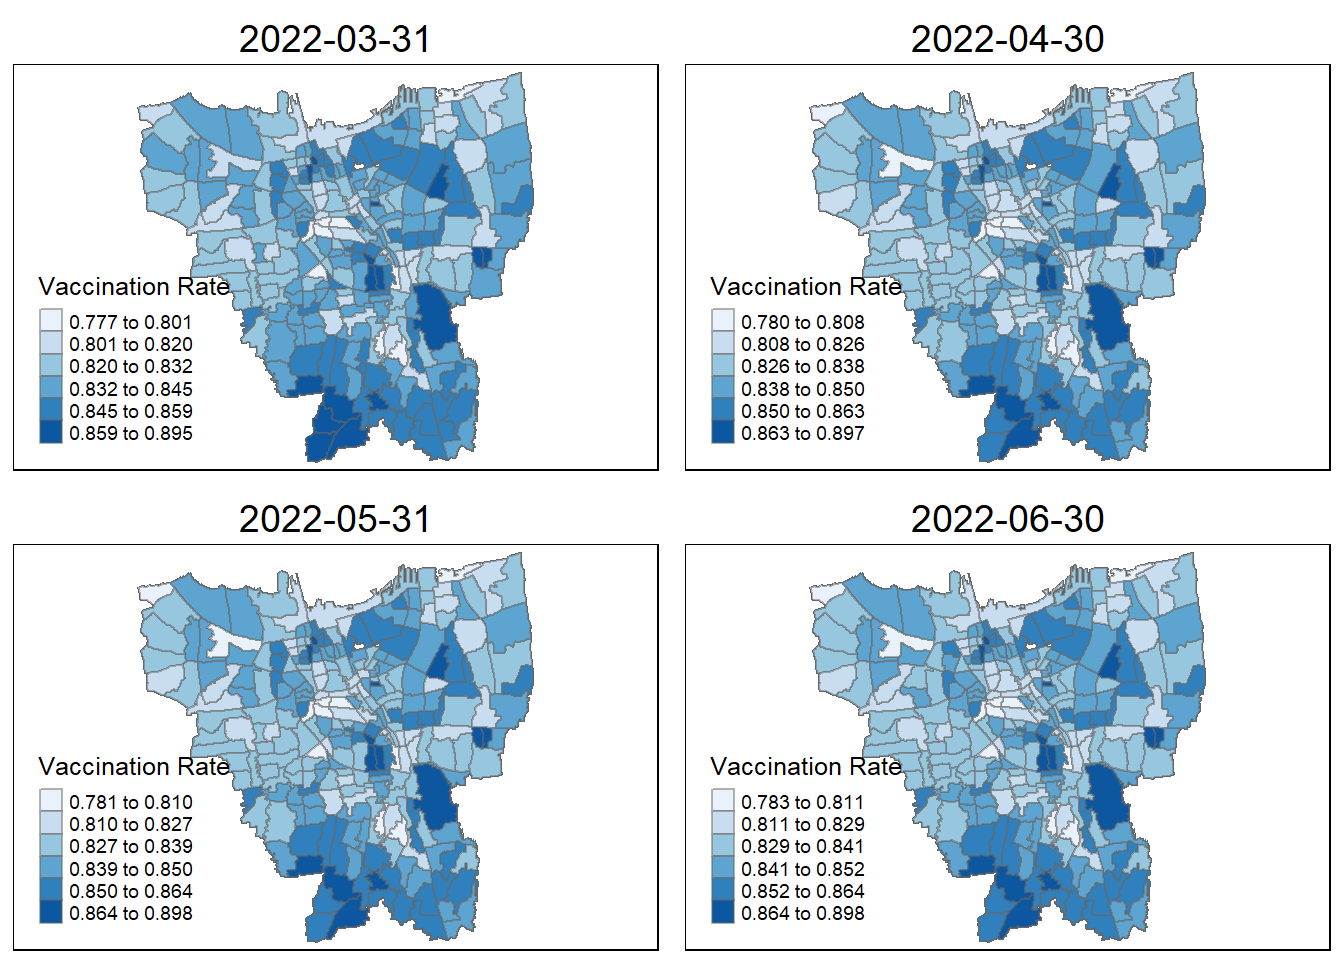 2022-03-31
Vaccination Rate
0.777 to 0.801
0.801 to 0.820
0.820 to 0.832
0.832 to 0.845
0.845 to 0.859
0.859 to 0.895
2022-04-30
Vaccination Rate
0.780 to 0.808
0.808 to 0.826
0.826 to 0.838
0.838 to 0.850
0.850 to 0.863
0.863 to 0.897
2022-05-31
Vaccination Rate
0.781 to 0.810
0.810 to 0.827
0.827 to 0.839
0.839 to 0.850
0.850 to 0.864
0.864 to 0.898
2022-06-30
Vaccination Rate
0.783 to 0.811
0.811 to 0.829
0.829 to 0.841
0.841 to 0.852
0.852 to 0.864
0.864 to 0.898